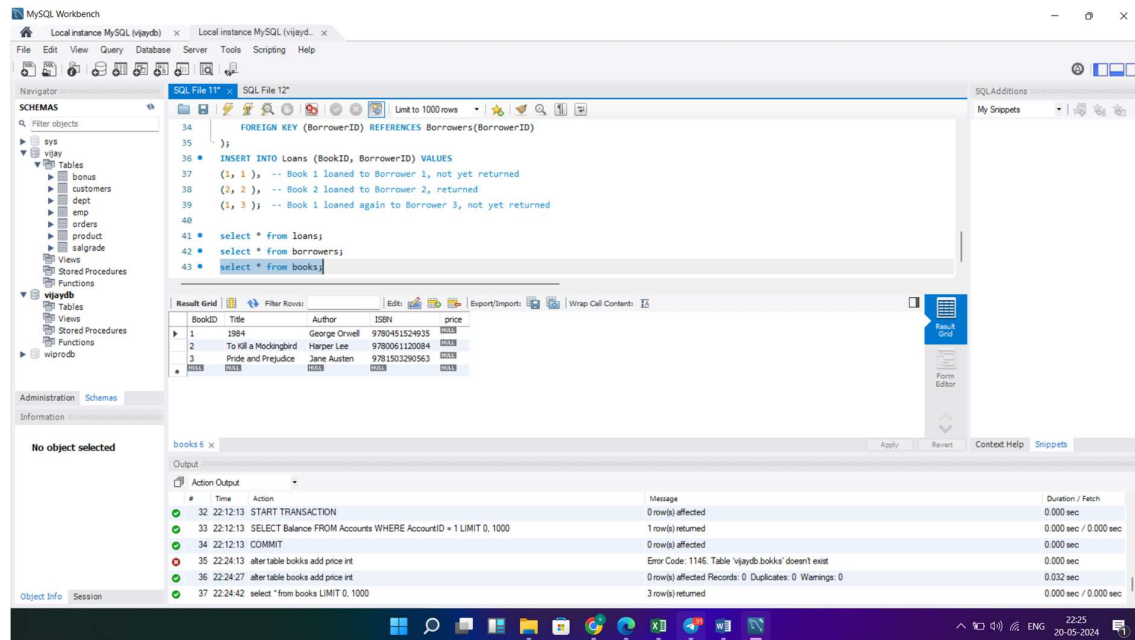 MySQL Workbench
Local instance MySQL (vijaydb) × Local instance MySQL (vijayd.. ×
File Edit View Query Database Server Tools Scripting Help
Navigator
SCHEMAS
Filter objects
sys
vijay
Tables
bonus
customers
dept
emp
orders
product
salgrade
Views
Stored Procedures
Functions
vijaydb
Tables
Views
Stored Procedures
Functions
wiprodb
Administration Schemas
Information
No object selected
Object Info Session
SQL File 11* × SQL File 12*
Limit to 1000 rows
34 FOREIGN KEY (BorrowerID) REFERENCES Borrowers(BorrowerID)
35 );
36 INSERT INTO Loans (BookID, BorrowerID) VALUES
37 (1, 1 ), -- Book 1 loaned to Borrower 1, not yet returned
38 (2, 2 ), -- Book 2 loaned to Borrower 2, returned
39 (1, 3 ); -- Book 1 loaned again to Borrower 3, not yet returned
40
41 select * from loans;
42 select * from borrowers;
43 select * from books;
Result Grid Filter Rows: Edit: Export/Import: Wrap Cell Content:
BookID Title Author ISBN price
1 1984 George Orwell 9780451524935 NULL
2 To Kill a Mockingbird Harper Lee 9780061120084 NULL
3 Pride and Prejudice Jane Austen 9781503290563 NULL
NULL NULL NULL NULL NULL
Result Grid
Form Editor
books 6 × Apply Revert
SQLAdditions
My Snippets
Context Help Snippets
Output
Action Output
# Time Action Message Duration / Fetch
32 22:12:13 START TRANSACTION 0 row(s) affected 0.000 sec
33 22:12:13 SELECT Balance FROM Accounts WHERE AccountID = 1 LIMIT 0, 1000 1 row(s) returned 0.000 sec / 0.000 sec
34 22:12:13 COMMIT 0 row(s) affected 0.000 sec
35 22:24:13 alter table bokks add price int Error Code: 1146. Table 'vijaydb.bokks' doesn't exist 0.000 sec
36 22:24:27 alter table books add price int 0 row(s) affected Records: 0 Duplicates: 0 Warnings: 0 0.032 sec
37 22:24:42 select * from books LIMIT 0, 1000 3 row(s) returned 0.000 sec / 0.000 sec
ENG 22:25
20-05-2024